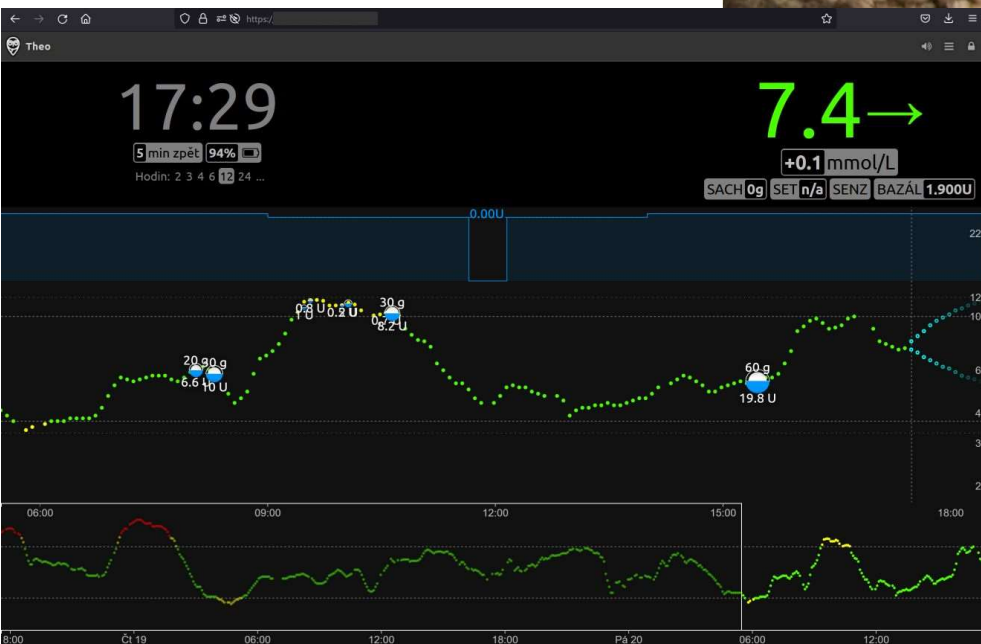 https:/
Theo
17:29
5 min zpět 94%
Hodin: 2 3 4 6 12 24 ...
7.4→
+0.1 mmol/L
SACH 0g SET n/a SENZ BAZÁL 1.900U
0.00U
22
12
10
6
4
3
2
30 g
8.2 U
20 g
30 g
6.6 U
10 U
60 g
19.8 U
06:00 09:00 12:00 15:00 18:00
8:00 Čt 19 06:00 12:00 18:00 Pá 20 06:00 12:00